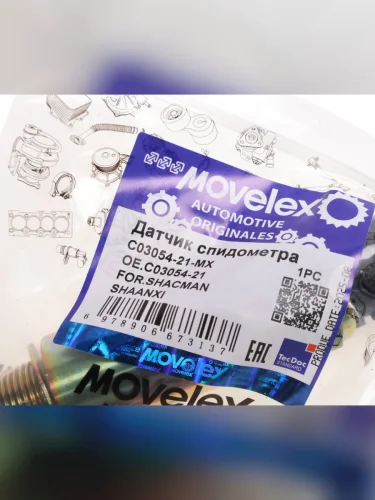 MOVELEX
AUTOMOTIVE
ORIGINALES
Датчик спидометра
C03054-21-MX
OE.C03054-21
FOR.SHACMAN
SHAANXI
1PC
6 978906 673137
EAC
TecDoc
STANDARD
MOVELEX